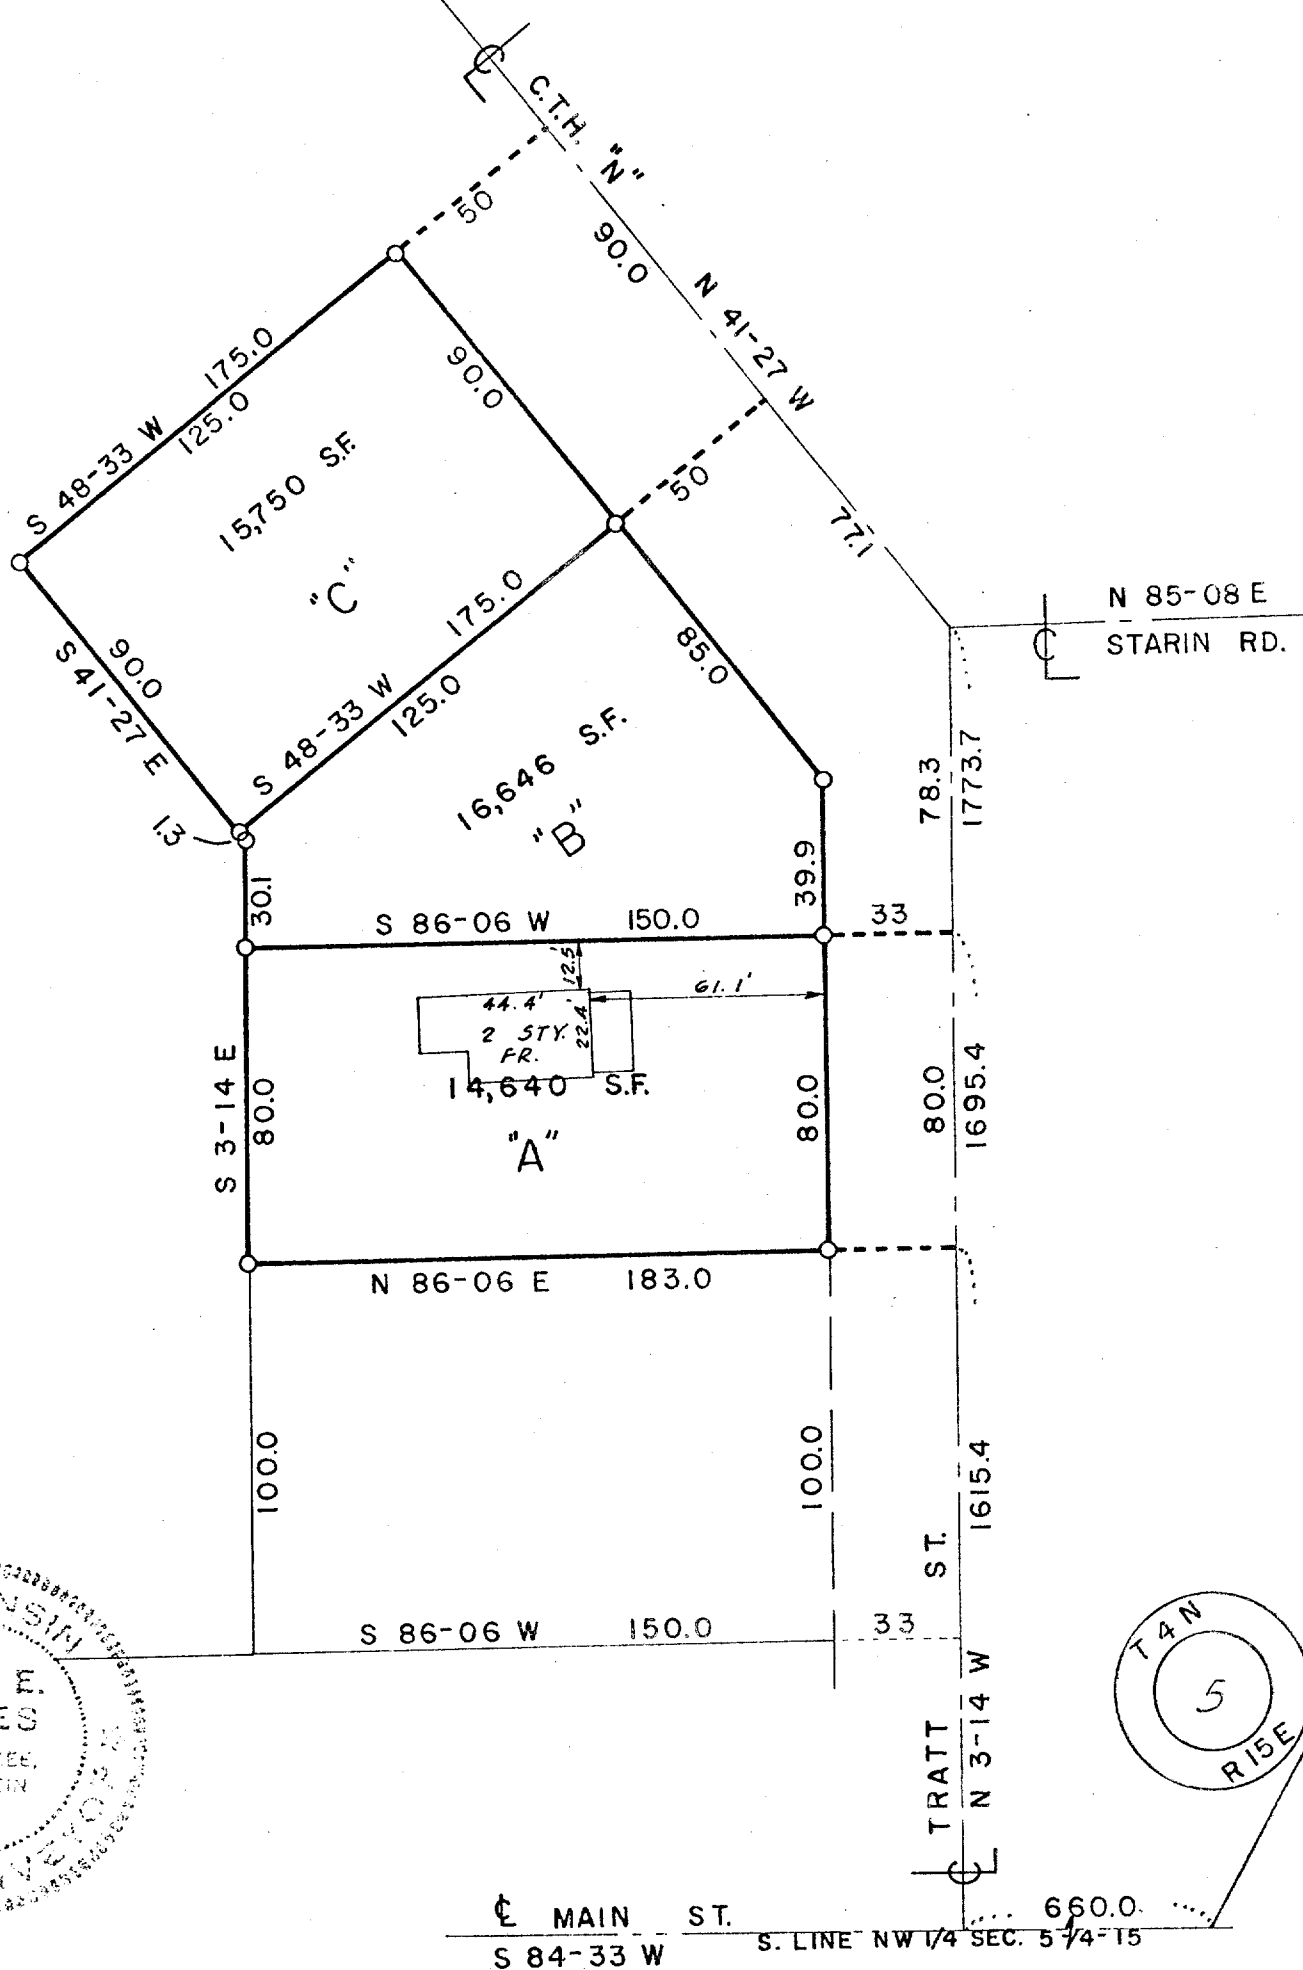 C.T.H. "N"
50
90.0
N 41-27 W
175.0
S 48-33 W
125.0
90.0
15,750 S.F.
"C"
50
77.1
N 85-08 E
STARIN RD.
90.0
S 41-27 E
175.0
S 48-33 W
125.0
85.0
16,646 S.F.
"B"
78.3
1773.7
1.3
30.1
39.9
S 86-06 W 150.0
33
12.5'
61.1'
44.4'
22.4'
2 STY.
FR.
14,640 S.F.
"A"
S 3-14 E
80.0
80.0
80.0
1695.4
N 86-06 E 183.0
100.0
100.0
1615.4
S 86-06 W 150.0
33
TRATT ST.
N 3-14 W
T 4 N
5
R 15 E
660.0
℄ MAIN ST.
S 84-33 W
S. LINE NW 1/4 SEC. 5-4-15